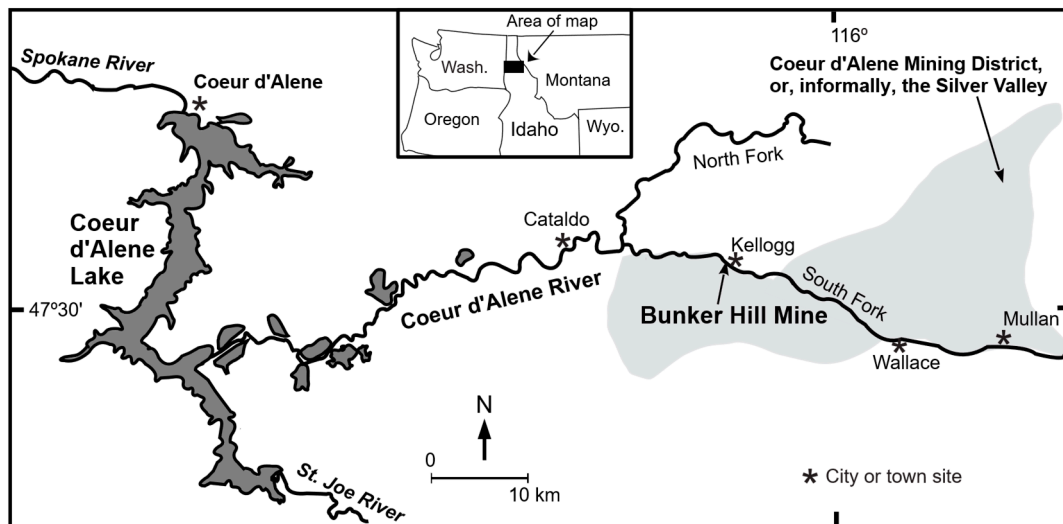 Area of map
Wash.
Montana
Oregon
Idaho
Wyo.
116º
Spokane River
Coeur d'Alene
Coeur d'Alene Mining District,
or, informally, the Silver Valley
North Fork
Coeur
d'Alene
Lake
Cataldo
Kellogg
47º30'
Coeur d'Alene River
Bunker Hill Mine
South Fork
Mullan
Wallace
N
0
10 km
St. Joe River
* City or town site